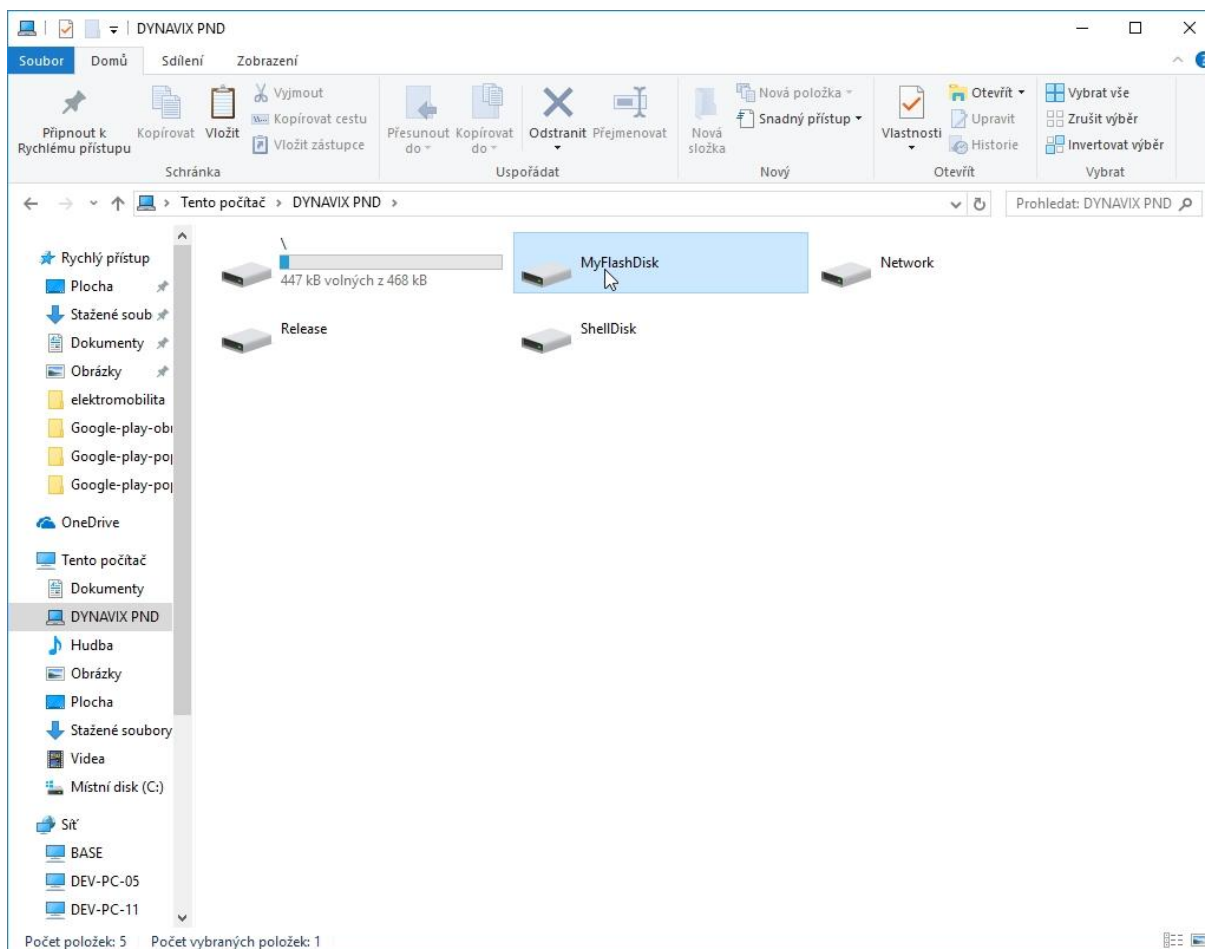 DYNAVIX PND
Soubor Domů Sdílení Zobrazení
Připnout k
Rychlému přístupu
Kopírovat
Vložit
Vyjmout
Kopírovat cestu
Vložit zástupce
Schránka
Přesunout
do
Kopírovat
do
Odstranit
Přejmenovat
Uspořádat
Nová
složka
Nová položka
Snadný přístup
Nový
Vlastnosti
Otevřít
Upravit
Historie
Otevřít
Vybrat vše
Zrušit výběr
Invertovat výběr
Vybrat
Tento počítač > DYNAVIX PND >
Prohledat: DYNAVIX PND
Rychlý přístup
Plocha
Stažené soub
Dokumenty
Obrázky
elektromobilita
Google-play-obr
Google-play-pop
Google-play-pop
OneDrive
Tento počítač
Dokumenty
DYNAVIX PND
Hudba
Obrázky
Plocha
Stažené soubory
Videa
Místní disk (C:)
Síť
BASE
DEV-PC-05
DEV-PC-11
\
447 kB volných z 468 kB
MyFlashDisk
Network
Release
ShellDisk
Počet položek: 5 Počet vybraných položek: 1